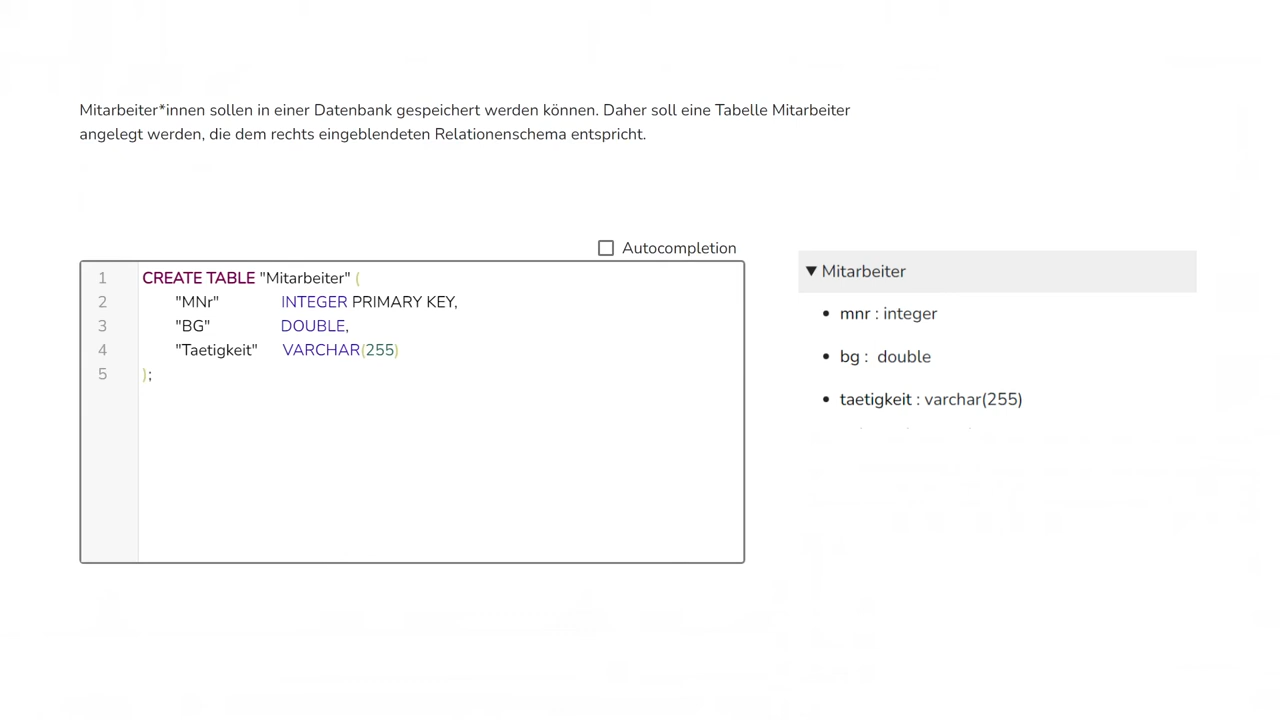 Mitarbeiter*innen sollen in einer Datenbank gespeichert werden können. Daher soll eine Tabelle Mitarbeiter
angelegt werden, die dem rechts eingeblendeten Relationenschema entspricht.
Autocompletion
1 CREATE TABLE "Mitarbeiter" (
2 "MNr" INTEGER PRIMARY KEY,
3 "BG" DOUBLE,
4 "Taetigkeit" VARCHAR(255)
5 );
▼ Mitarbeiter
• mnr : integer
• bg : double
• taetigkeit : varchar(255)